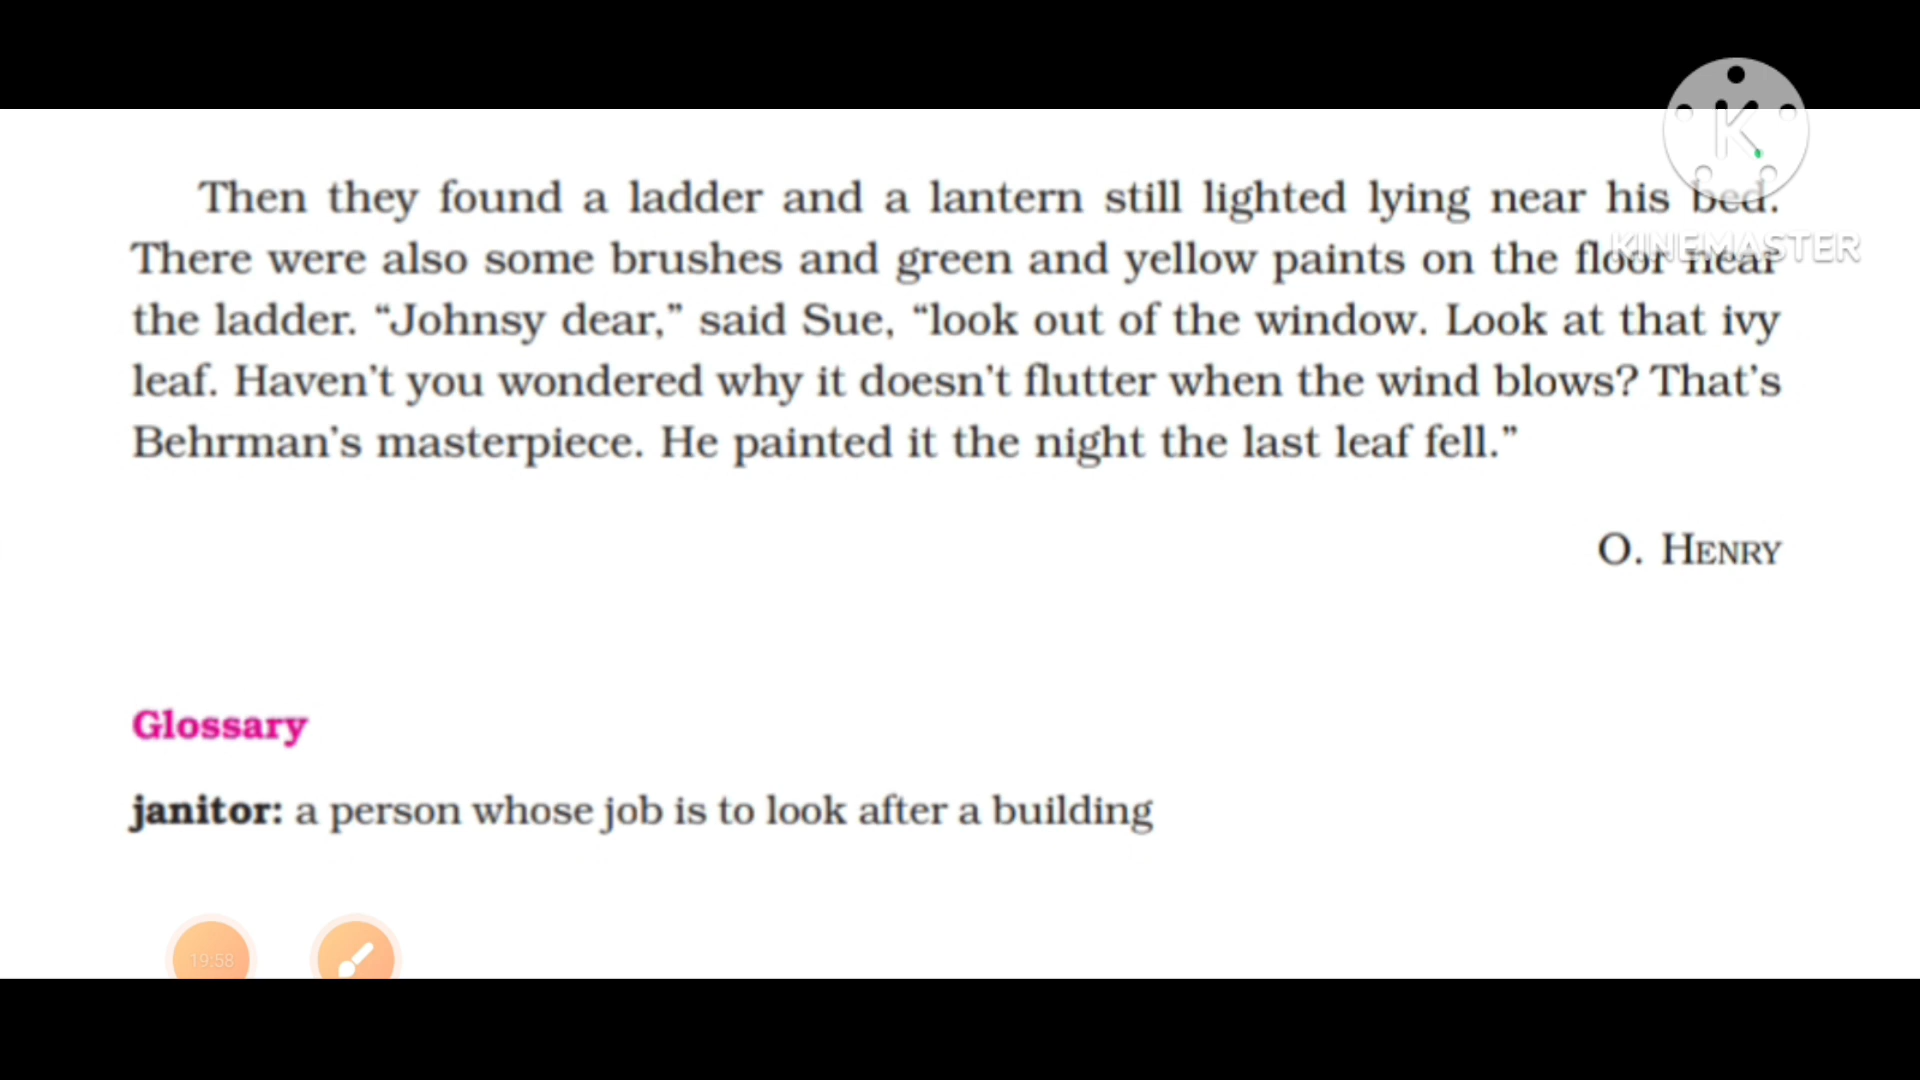 Then they found a ladder and a lantern still lighted lying near his bed.
There were also some brushes and green and yellow paints on the floor near
the ladder. “Johnsy dear,” said Sue, “look out of the window. Look at that ivy
leaf. Haven’t you wondered why it doesn’t flutter when the wind blows? That’s
Behrman’s masterpiece. He painted it the night the last leaf fell.”
O. HENRY
Glossary
janitor: a person whose job is to look after a building
K
KINEMASTER
19:58